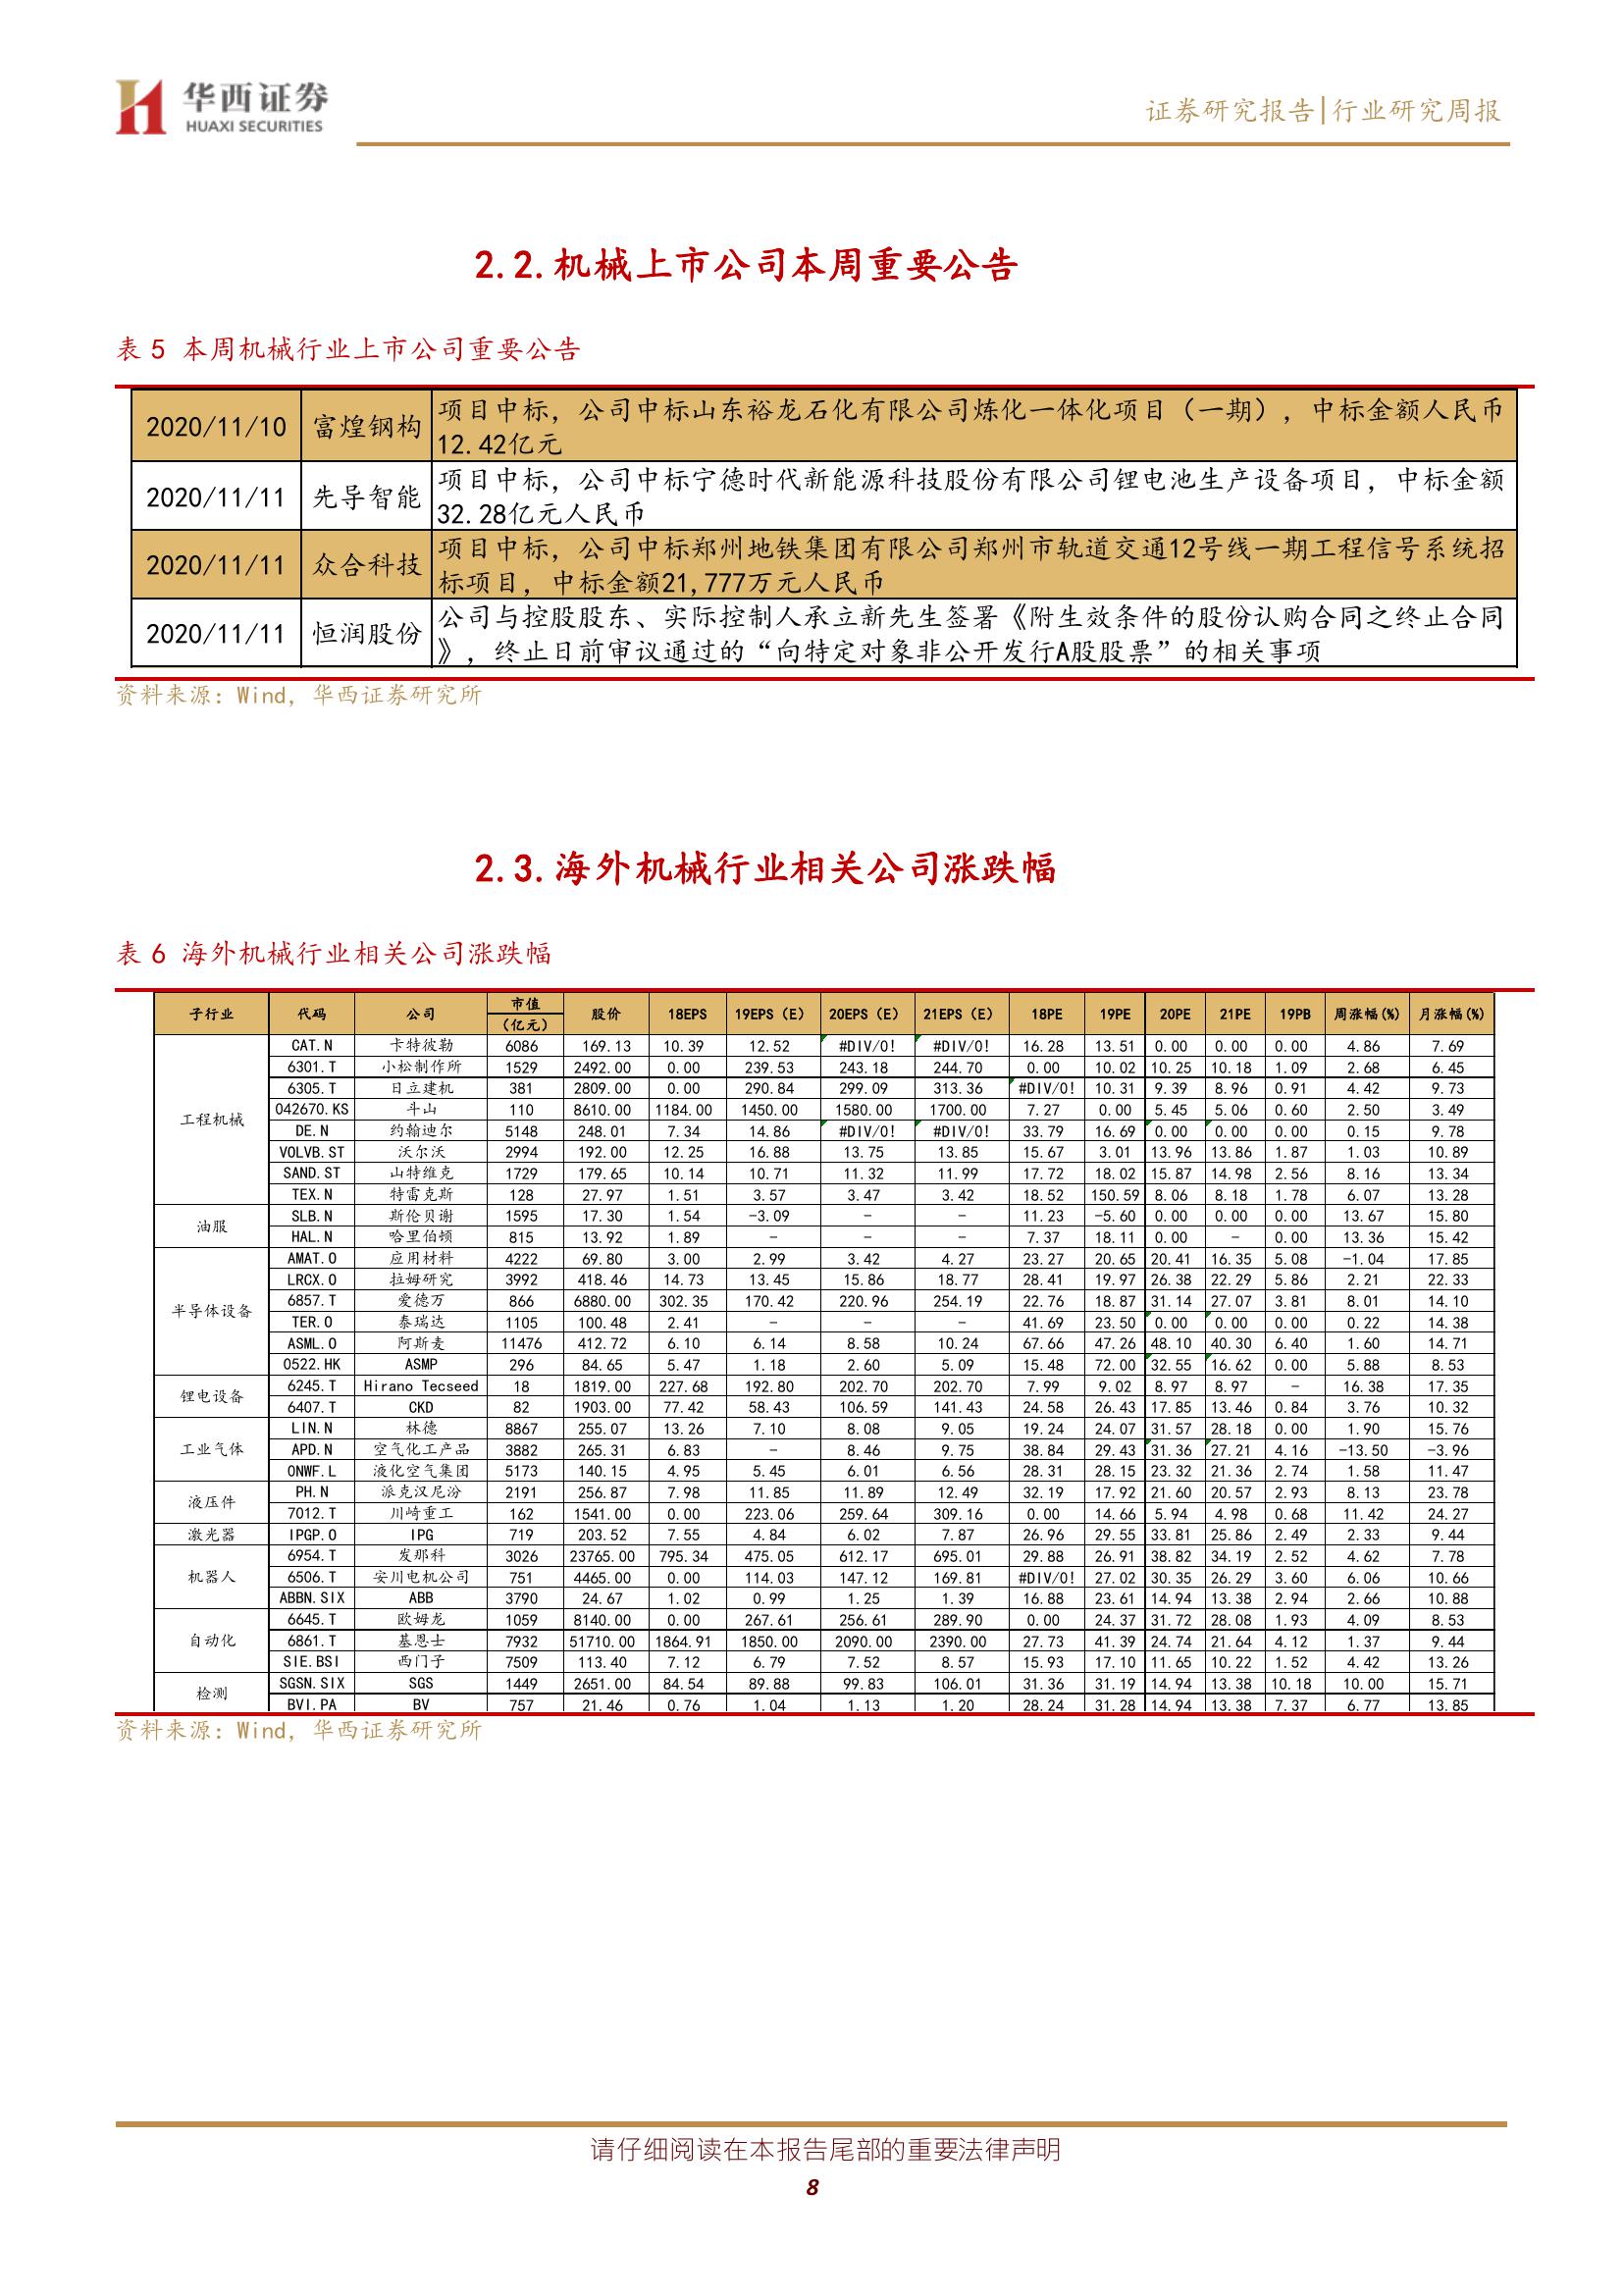 华西证券
HUAXI SECURITIES
证券研究报告|行业研究周报
2.2.机械上市公司本周重要公告
表 5 本周机械行业上市公司重要公告
2020/11/10 富煌钢构 项目中标，公司中标山东裕龙石化有限公司炼化一体化项目（一期），中标金额人民币
12.42亿元
2020/11/11 先导智能 项目中标，公司中标宁德时代新能源科技股份有限公司锂电池生产设备项目，中标金额
32.28亿元人民币
2020/11/11 众合科技 项目中标，公司中标郑州地铁集团有限公司郑州市轨道交通12号线一期工程信号系统招
标项目，中标金额21,777万元人民币
2020/11/11 恒润股份 公司与控股股东、实际控制人承立新先生签署《附生效条件的股份认购合同之终止合同
》，终止日前审议通过的“向特定对象非公开发行A股股票”的相关事项
资料来源：Wind，华西证券研究所
2.3.海外机械行业相关公司涨跌幅
表 6 海外机械行业相关公司涨跌幅
子行业 代码 公司 市值（亿元） 股价 18EPS 19EPS（E） 20EPS（E） 21EPS（E） 18PE 19PE 20PE 21PE 19PB 周涨幅(%) 月涨幅(%)
工程机械 CAT.N 卡特彼勒 6086 169.13 10.39 12.52 #DIV/0! #DIV/0! 16.28 13.51 0.00 0.00 0.00 4.86 7.69
6301.T 小松制作所 1529 2492.00 0.00 239.53 243.18 244.70 0.00 10.02 10.25 10.18 1.09 2.68 6.45
6305.T 日立建机 381 2809.00 0.00 290.84 299.09 313.36 #DIV/0! 10.31 9.39 8.96 0.91 4.42 9.73
042670.KS 斗山 110 8610.00 1184.00 1450.00 1580.00 1700.00 7.27 0.00 5.45 5.06 0.60 2.50 3.49
DE.N 约翰迪尔 5148 248.01 7.34 14.86 #DIV/0! #DIV/0! 33.79 16.69 0.00 0.00 0.00 0.15 9.78
VOLVB.ST 沃尔沃 2994 192.00 12.25 16.88 13.75 13.85 15.67 3.01 13.96 13.86 1.87 1.03 10.89
SAND.ST 山特维克 1729 179.65 10.14 10.71 11.32 11.99 17.72 18.02 15.87 14.98 2.56 8.16 13.34
TEX.N 特雷克斯 128 27.97 1.51 3.57 3.47 3.42 18.52 150.59 8.06 8.18 1.78 6.07 13.28
油服 SLB.N 斯伦贝谢 1595 17.30 1.54 -3.09 - - 11.23 -5.60 0.00 0.00 0.00 13.67 15.80
HAL.N 哈里伯顿 815 13.92 1.89 - - - 7.37 18.11 0.00 - 0.00 13.36 15.42
半导体设备 AMAT.O 应用材料 4222 69.80 3.00 2.99 3.42 4.27 23.27 20.65 20.41 16.35 5.08 -1.04 17.85
LRCX.O 拉姆研究 3992 418.46 14.73 13.45 15.86 18.77 28.41 19.97 26.38 22.29 5.86 2.21 22.33
6857.T 爱德万 866 6880.00 302.35 170.42 220.96 254.19 22.76 18.87 31.14 27.07 3.81 8.01 14.10
TER.O 泰瑞达 1105 100.48 2.41 - - - 41.69 23.50 0.00 0.00 0.00 0.22 14.38
ASML.O 阿斯麦 11476 412.72 6.10 6.14 8.58 10.24 67.66 47.26 48.10 40.30 6.40 1.60 14.71
0522.HK ASMP 296 84.65 5.47 1.18 2.60 5.09 15.48 72.00 32.55 16.62 0.00 5.88 8.53
锂电设备 6245.T Hirano Tecseed 18 1819.00 227.68 192.80 202.70 202.70 7.99 9.02 8.97 8.97 - 16.38 17.35
6407.T CKD 82 1903.00 77.42 58.43 106.59 141.43 24.58 26.43 17.85 13.46 0.84 3.76 10.32
工业气体 LIN.N 林德 8867 255.07 13.26 7.10 8.08 9.05 19.24 24.07 31.57 28.18 0.00 1.90 15.76
APD.N 空气化工产品 3882 265.31 6.83 - 8.46 9.75 38.84 29.43 31.36 27.21 4.16 -13.50 -3.96
0NWF.L 液化空气集团 5173 140.15 4.95 5.45 6.01 6.56 28.31 28.15 23.32 21.36 2.74 1.58 11.47
液压件 PH.N 派克汉尼汾 2191 256.87 7.98 11.85 11.89 12.49 32.19 17.92 21.60 20.57 2.93 8.13 23.78
7012.T 川崎重工 162 1541.00 0.00 223.06 259.64 309.16 0.00 14.66 5.94 4.98 0.68 11.42 24.27
激光器 IPGP.O IPG 719 203.52 7.55 4.84 6.02 7.87 26.96 29.55 33.81 25.86 2.49 2.33 9.44
机器人 6954.T 发那科 3026 23765.00 795.34 475.05 612.17 695.01 29.88 26.91 38.82 34.19 2.52 4.62 7.78
6506.T 安川电机公司 751 4465.00 0.00 114.03 147.12 169.81 #DIV/0! 27.02 30.35 26.29 3.60 6.06 10.66
ABBN.SIX ABB 3790 24.67 1.02 0.99 1.25 1.39 16.88 23.61 14.94 13.38 2.94 2.66 10.88
自动化 6645.T 欧姆龙 1059 8140.00 0.00 267.61 256.61 289.90 0.00 24.37 31.72 28.08 1.93 4.09 8.53
6861.T 基恩士 7932 51710.00 1864.91 1850.00 2090.00 2390.00 27.73 41.39 24.74 21.64 4.12 1.37 9.44
SIE.BSI 西门子 7509 113.40 7.12 6.79 7.52 8.57 15.93 17.10 11.65 10.22 1.52 4.42 13.26
检测 SGSN.SIX SGS 1449 2651.00 84.54 89.88 99.83 106.01 31.36 31.19 14.94 13.38 10.18 10.00 15.71
BVI.PA BV 757 21.46 0.76 1.04 1.13 1.20 28.24 31.28 14.94 13.38 7.37 6.77 13.85
资料来源：Wind，华西证券研究所
请仔细阅读在本报告尾部的重要法律声明
8